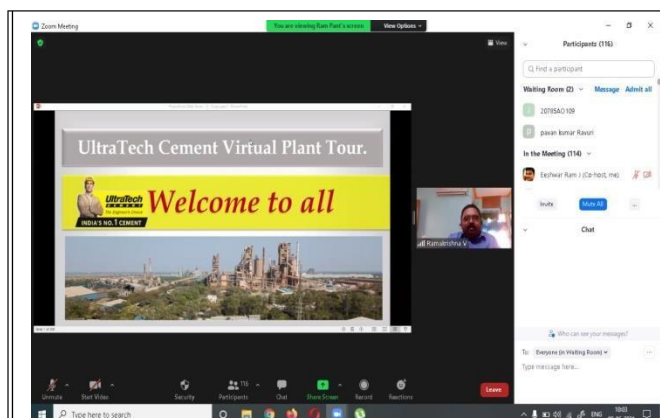 Zoom Meeting
You are viewing Ram Pant's screen
View Options
View
Participants (116)
Find a participant
Waiting Room (2)
Message
Admit all
20785A0109
pavan kumar Ravuri
In the Meeting (114)
Eeshwar Ram J (Co-host, me)
Invite
Mute All
...
Chat
UltraTech Cement Virtual Plant Tour.
UltraTech
CEMENT
The Engineer's Choice
INDIA'S NO.1 CEMENT
Welcome to all
Ramakrishna V
Who can see your messages?
To: Everyone (in Waiting Room)
Type message here...
Unmute
Start Video
Security
116
Participants
Chat
Share Screen
Record
Reactions
Leave
Type here to search
ENG
10:03